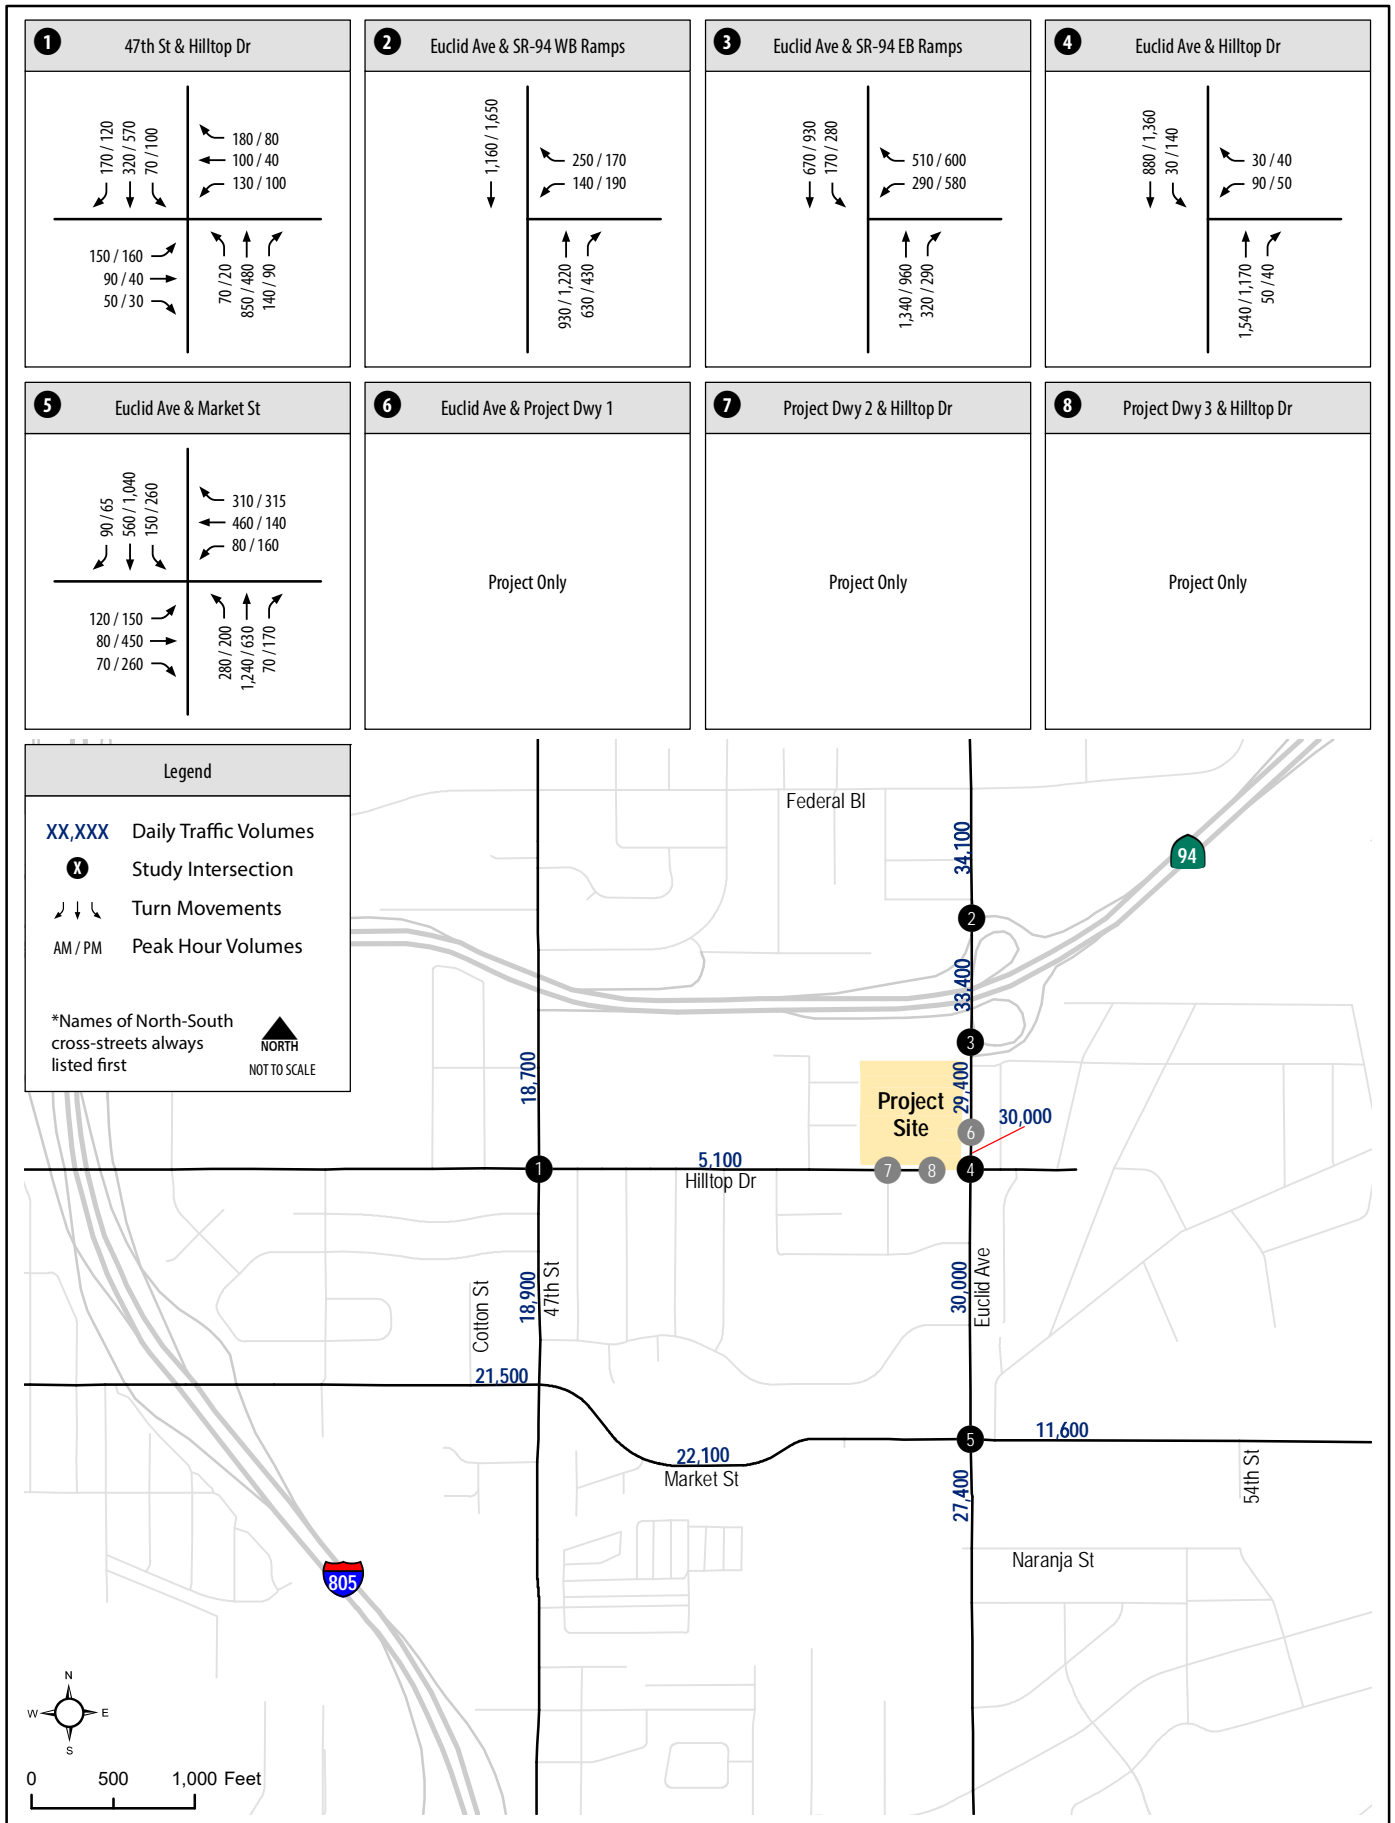 1 47th St & Hilltop Dr
170 / 120
320 / 570
70 / 100
180 / 80
100 / 40
130 / 100
150 / 160
90 / 40
50 / 30
70 / 20
850 / 480
140 / 90
2 Euclid Ave & SR-94 WB Ramps
1,160 / 1,650
250 / 170
140 / 190
930 / 1,220
630 / 430
3 Euclid Ave & SR-94 EB Ramps
670 / 930
170 / 280
510 / 600
290 / 580
1,340 / 960
320 / 290
4 Euclid Ave & Hilltop Dr
880 / 1,360
30 / 140
30 / 40
90 / 50
1,540 / 1,170
50 / 40
5 Euclid Ave & Market St
90 / 65
560 / 1,040
150 / 260
310 / 315
460 / 140
80 / 160
120 / 150
80 / 450
70 / 260
280 / 200
1,240 / 630
70 / 170
6 Euclid Ave & Project Dwy 1
Project Only
7 Project Dwy 2 & Hilltop Dr
Project Only
8 Project Dwy 3 & Hilltop Dr
Project Only
Legend
XX,XXX Daily Traffic Volumes
X Study Intersection
Turn Movements
AM / PM Peak Hour Volumes
*Names of North-South
cross-streets always
listed first
NORTH
NOT TO SCALE
Federal Bl
34,100
94
2
33,400
3
18,700
29,400
Project
Site
6
30,000
1
5,100
Hilltop Dr
7
8
4
Cotton St
18,900
47th St
30,000
Euclid Ave
21,500
22,100
Market St
5
11,600
27,400
54th St
Naranja St
805
N
W
E
S
0 500 1,000 Feet